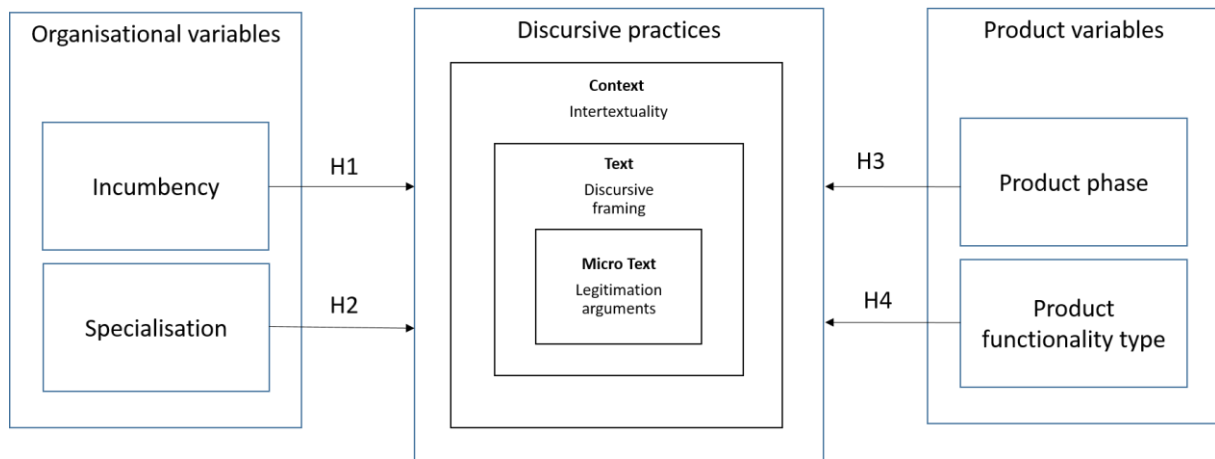 Organisational variables
Incumbency
Specialisation
H1
H2
Discursive practices
Context
Intertextuality
Text
Discursive
framing
Micro Text
Legitimation
arguments
H3
H4
Product variables
Product phase
Product
functionality type